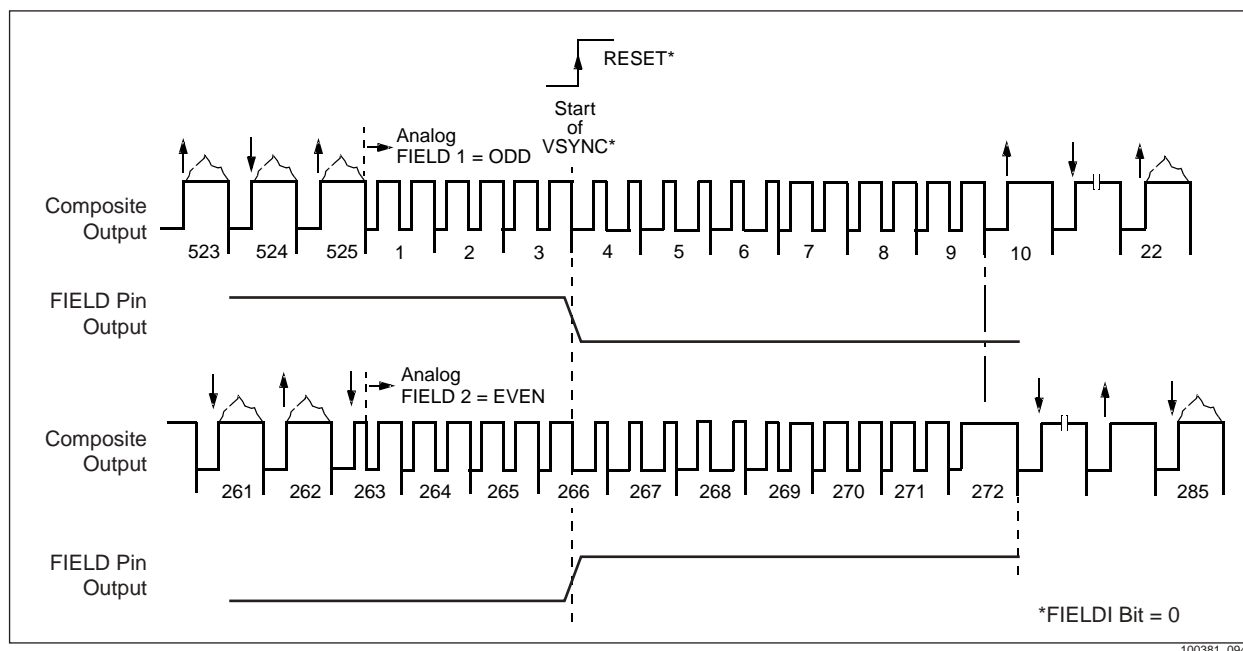 RESET*
Start
of
VSYNC*
Analog
FIELD 1 = ODD
Composite
Output
523 524 525 1 2 3 4 5 6 7 8 9 10 22
FIELD Pin
Output
Analog
FIELD 2 = EVEN
Composite
Output
261 262 263 264 265 266 267 268 269 270 271 272 285
FIELD Pin
Output
*FIELDI Bit = 0